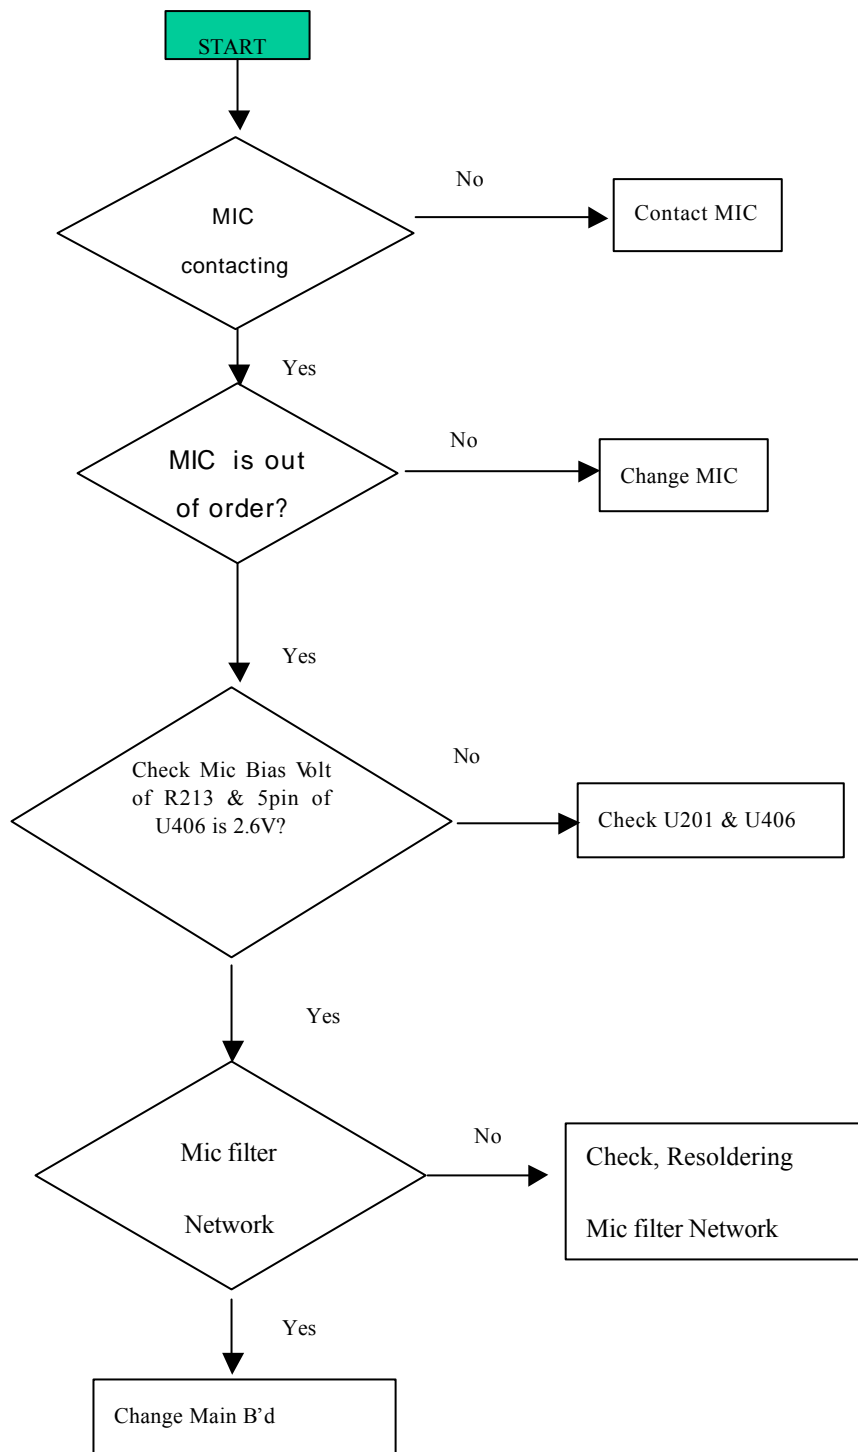 START
No
MIC
Contact MIC
contacting
Yes
No
MIC is out
Change MIC
of order?
Yes
Check Mic Bias Volt
No
of R213 & 5pin of
U406 is 2.6V?
Check U201 & U406
Yes
No
Mic filter
Check, Resoldering
Network
Mic filter Network
Yes
Change Main B’d